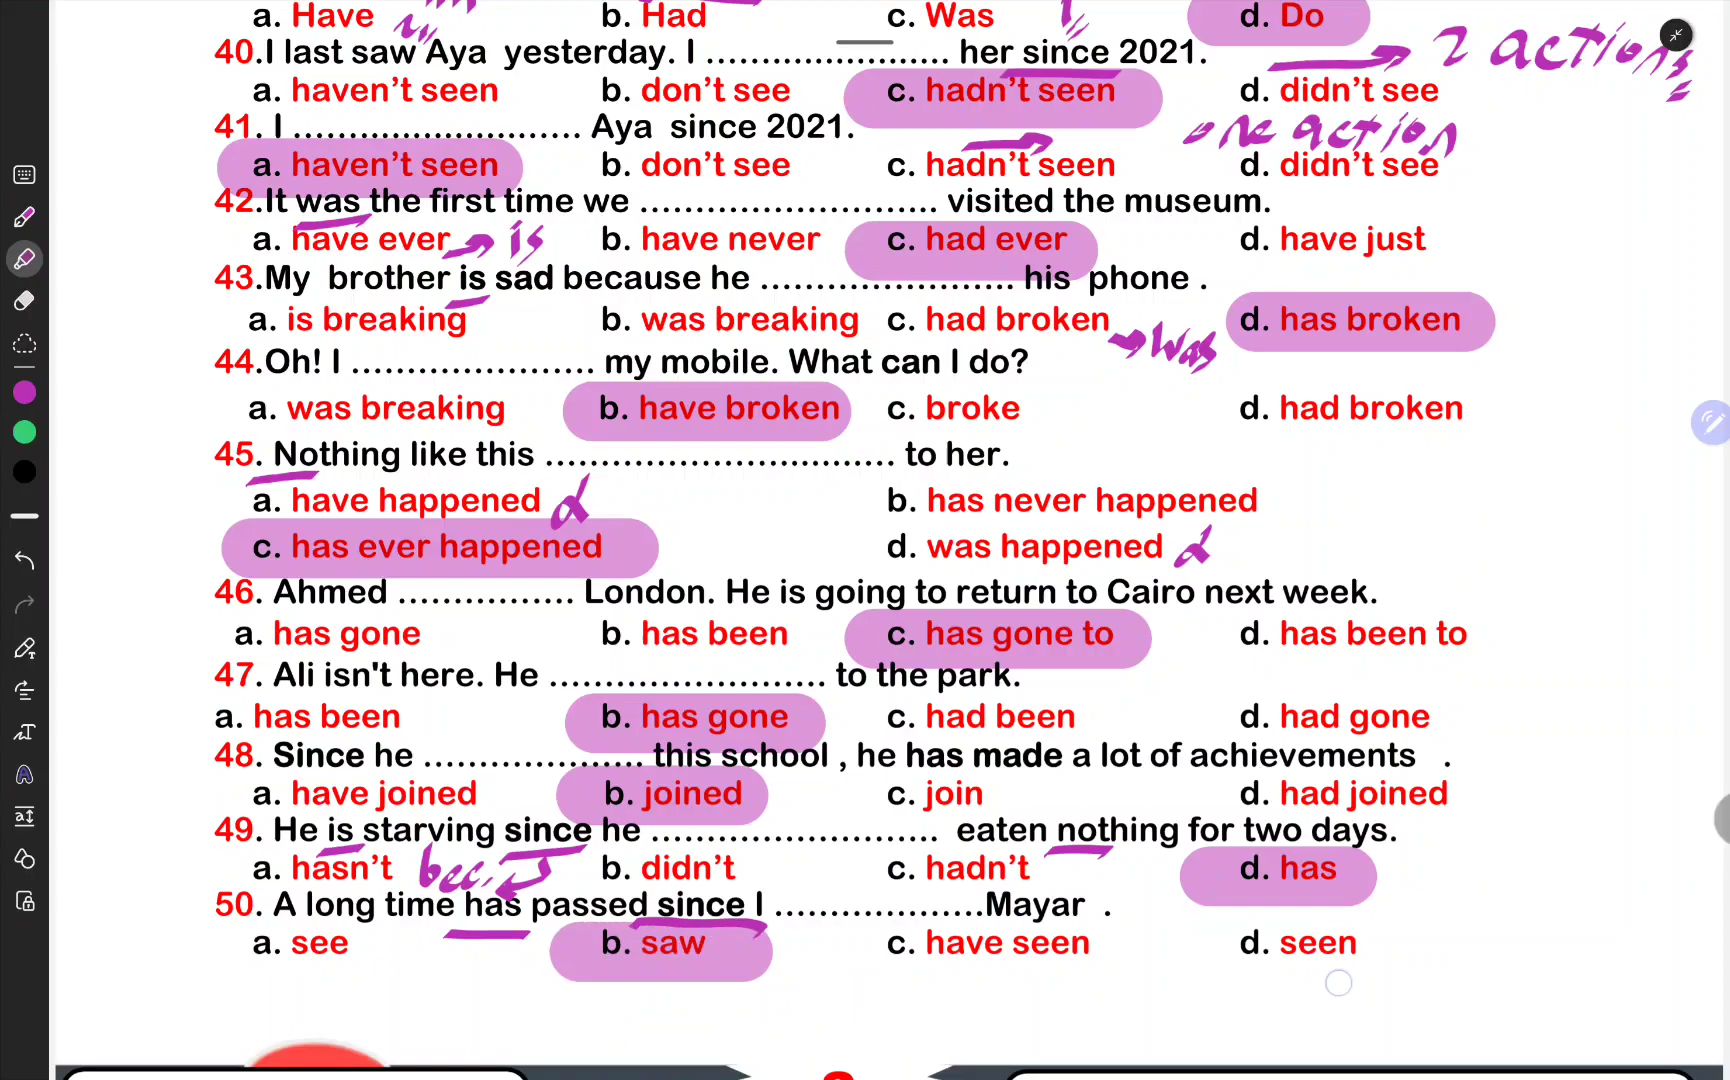 a. Have b. Had c. Was d. Do
40.I last saw Aya yesterday. I ...................... her since 2021. → 2 actions
a. haven't seen b. don't see c. hadn't seen d. didn't see
41. I .......................... Aya since 2021. one action
a. haven't seen b. don't see c. hadn't seen d. didn't see
42.It was the first time we ........................... visited the museum.
a. have ever → is b. have never c. had ever d. have just
43.My brother is sad because he ....................... his phone .
a. is breaking b. was breaking c. had broken → was d. has broken
44.Oh! I ...................... my mobile. What can I do?
a. was breaking b. have broken c. broke d. had broken
45. Nothing like this ................................ to her.
a. have happened b. has never happened
c. has ever happened d. was happened
46. Ahmed ................ London. He is going to return to Cairo next week.
a. has gone b. has been c. has gone to d. has been to
47. Ali isn't here. He ......................... to the park.
a. has been b. has gone c. had been d. had gone
48. Since he .................... this school , he has made a lot of achievements .
a. have joined b. joined c. join d. had joined
49. He is starving since he .......................... eaten nothing for two days.
a. hasn't bec. b. didn't c. hadn't d. has
50. A long time has passed since I ...................Mayar .
a. see b. saw c. have seen d. seen